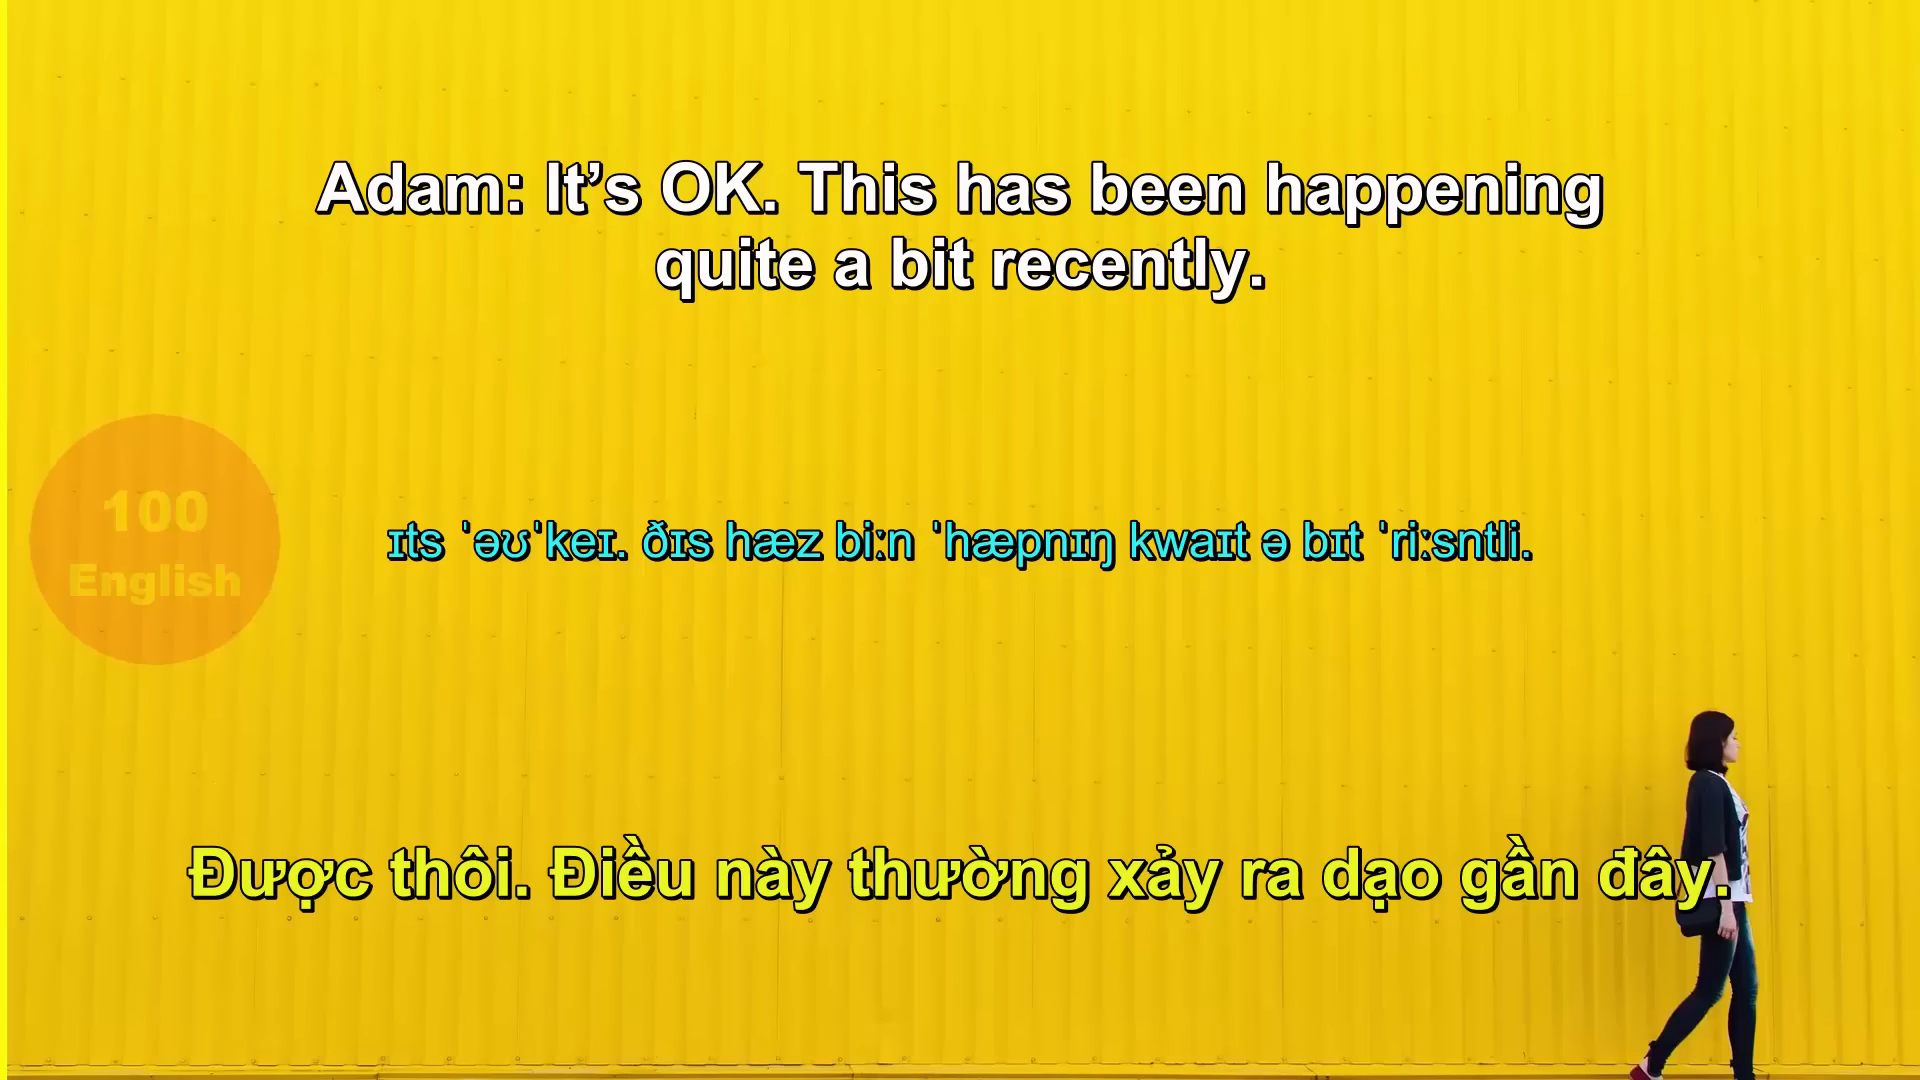 Adam: It’s OK. This has been happening
quite a bit recently.
100
English
ɪts ˈəʊˈkeɪ. ðɪs hæz biːn ˈhæpnɪŋ kwaɪt ə bɪt ˈriːsntli.
Được thôi. Điều này thường xảy ra dạo gần đây.